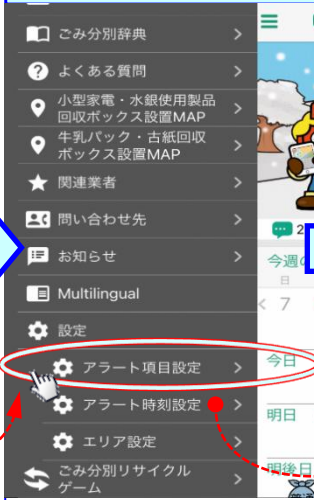 ごみ分別辞典
よくある質問
小型家電・水銀使用製品
回収ボックス設置MAP
牛乳パック・古紙回収
ボックス設置MAP
関連業者
問い合わせ先
お知らせ
2
今週の
日
Multilingual
7
設定
アラート項目設定
今日
アラート時刻設定
明日
エリア設定
明後日
ごみ分別リサイクル
ゲーム